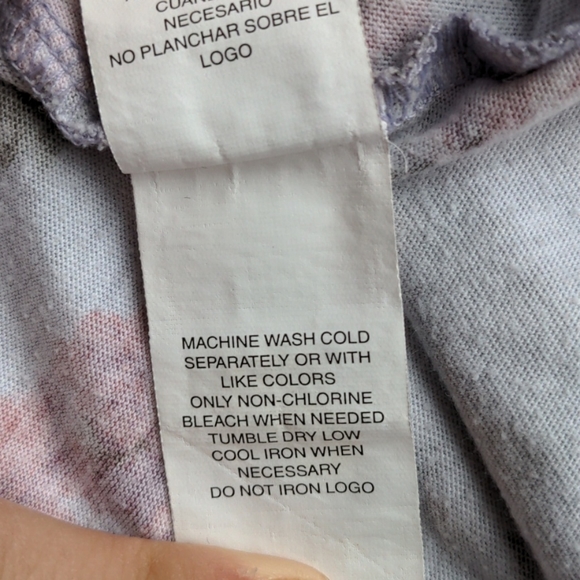 NECESARIO
NO PLANCHAR SOBRE EL
LOGO
MACHINE WASH COLD
SEPARATELY OR WITH
LIKE COLORS
ONLY NON-CHLORINE
BLEACH WHEN NEEDED
TUMBLE DRY LOW
COOL IRON WHEN
NECESSARY
DO NOT IRON LOGO